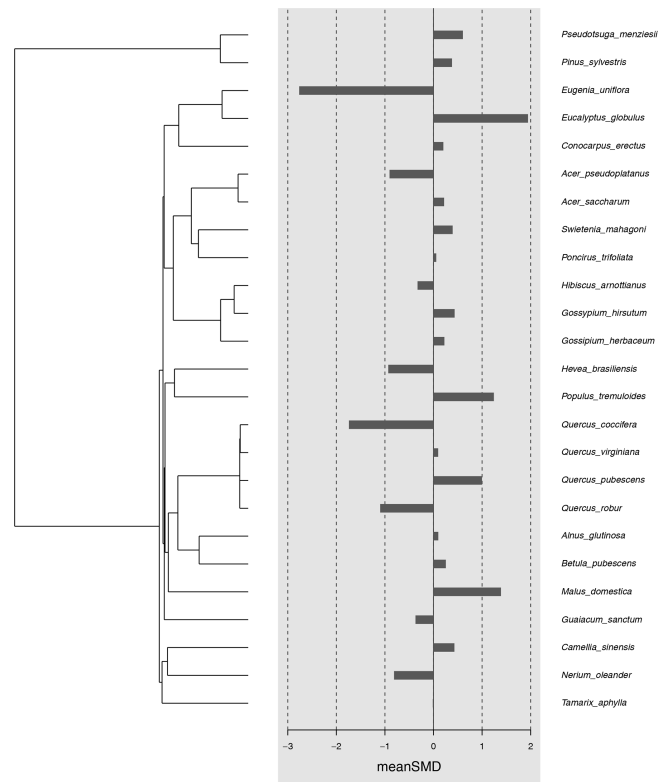 Pseudotsuga_menziesii
Pinus_sylvestris
Eugenia_uniflora
Eucalyptus_globulus
Conocarpus_erectus
Acer_pseudoplatanus
Acer_saccharum
Swietenia_mahagoni
Poncirus_trifoliata
Hibiscus_arnottianus
Gossypium_hirsutum
Gossipium_herbaceum
Hevea_brasiliensis
Populus_tremuloides
Quercus_coccifera
Quercus_virginiana
Quercus_pubescens
Quercus_robur
Alnus_glutinosa
Betula_pubescens
Malus_domestica
Guaiacum_sanctum
Camellia_sinensis
Nerium_oleander
Tamarix_aphylla
−3 −2 −1 0 1 2
meanSMD